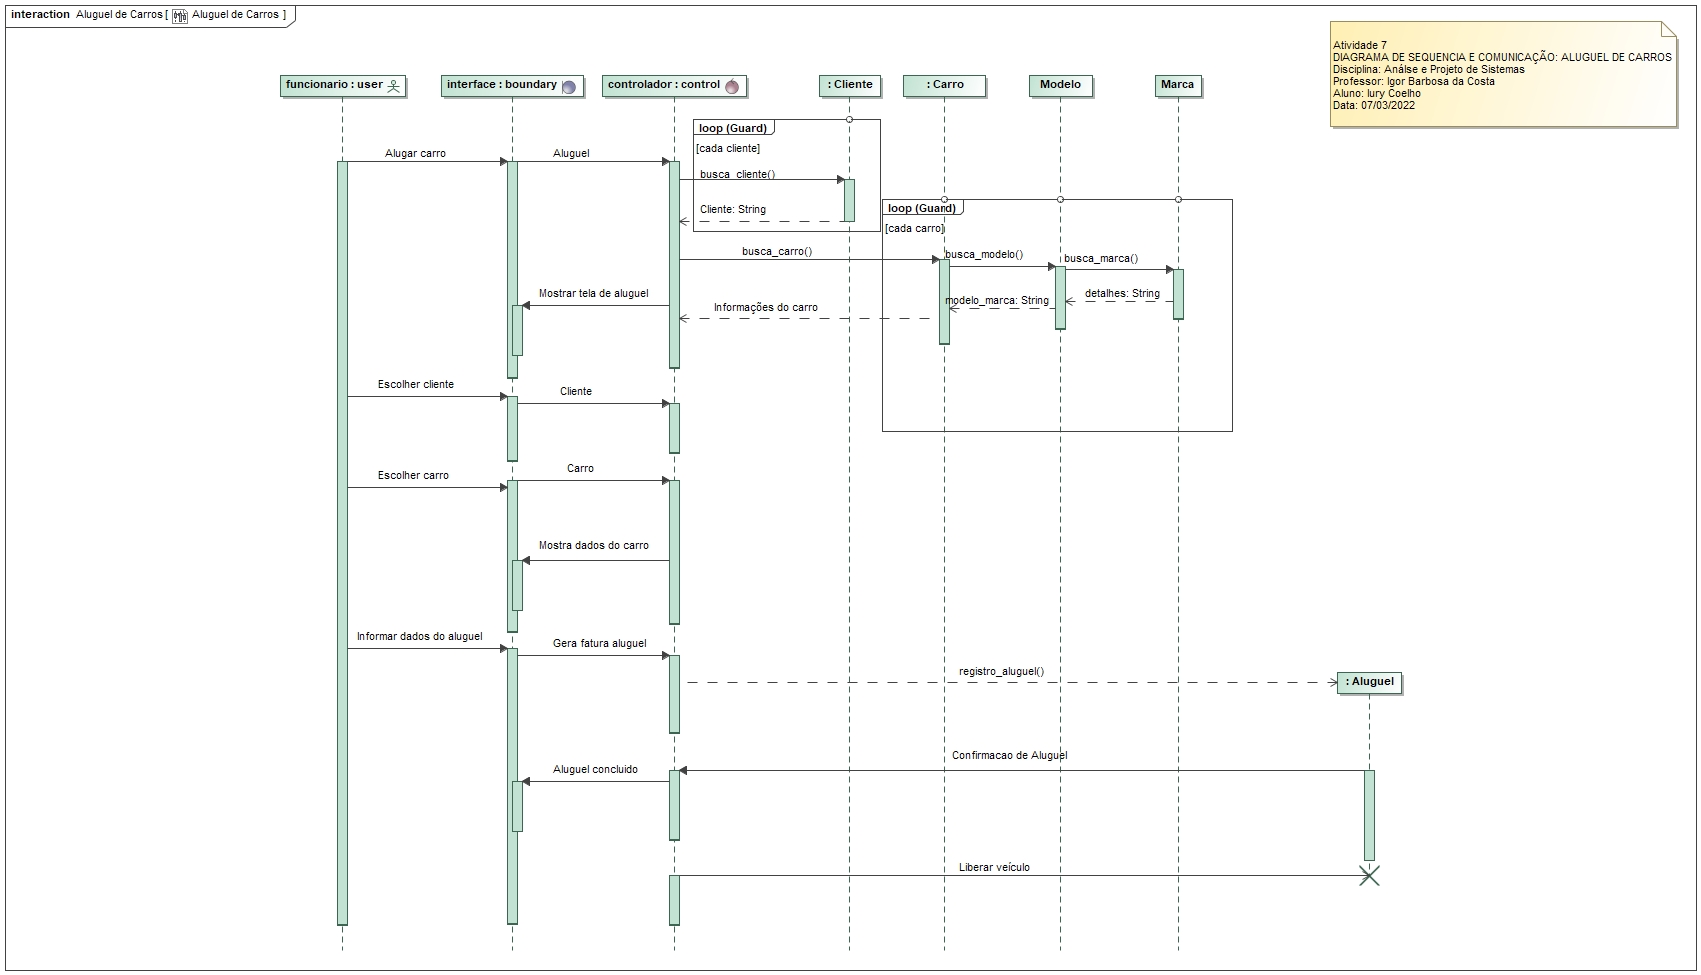 interaction Aluguel de Carros [ Aluguel de Carros ]
Atividade 7
DIAGRAMA DE SEQUENCIA E COMUNICAÇÃO: ALUGUEL DE CARROS
Disciplina: Análse e Projeto de Sistemas
Professor: Igor Barbosa da Costa
Aluno: Iury Coelho
Data: 07/03/2022
funcionario : user
interface : boundary
controlador : control
: Cliente
: Carro
Modelo
Marca
loop (Guard)
[cada cliente]
Alugar carro
Aluguel
busca_cliente()
Cliente: String
loop (Guard)
[cada carro]
busca_carro()
busca_modelo()
busca_marca()
Mostrar tela de aluguel
Informações do carro
modelo_marca: String
detalhes: String
Escolher cliente
Cliente
Escolher carro
Carro
Mostra dados do carro
Informar dados do aluguel
Gera fatura aluguel
registro_aluguel()
: Aluguel
Confirmacao de Aluguel
Aluguel concluido
Liberar veículo